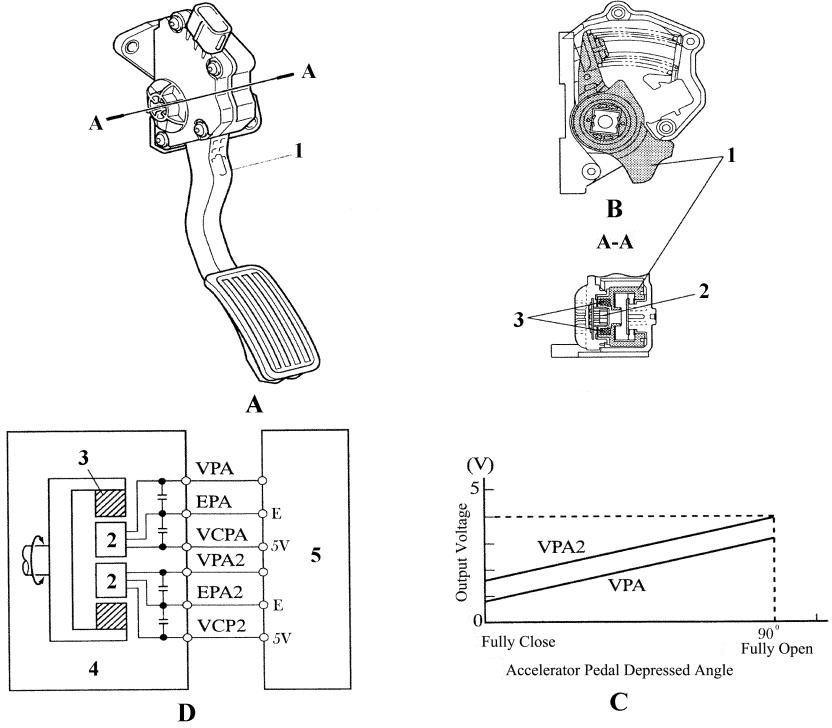 A
A
1
A
1
B
A-A
2
3
VPA
3
EPA
E
2
VCPA
5V
5
VPA2
2
EPA2
E
VCP2
5V
4
D
(V)
5
Output Voltage
VPA2
VPA
0
90°
Fully Close
Fully Open
Accelerator Pedal Depressed Angle
C